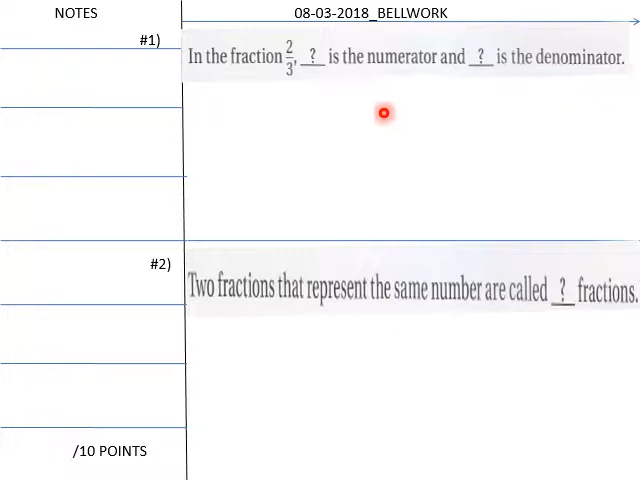 NOTES
08-03-2018_BELLWORK
#1)
In the fraction 2/3, ? is the numerator and ? is the denominator.
#2)
Two fractions that represent the same number are called ? fractions.
/10 POINTS